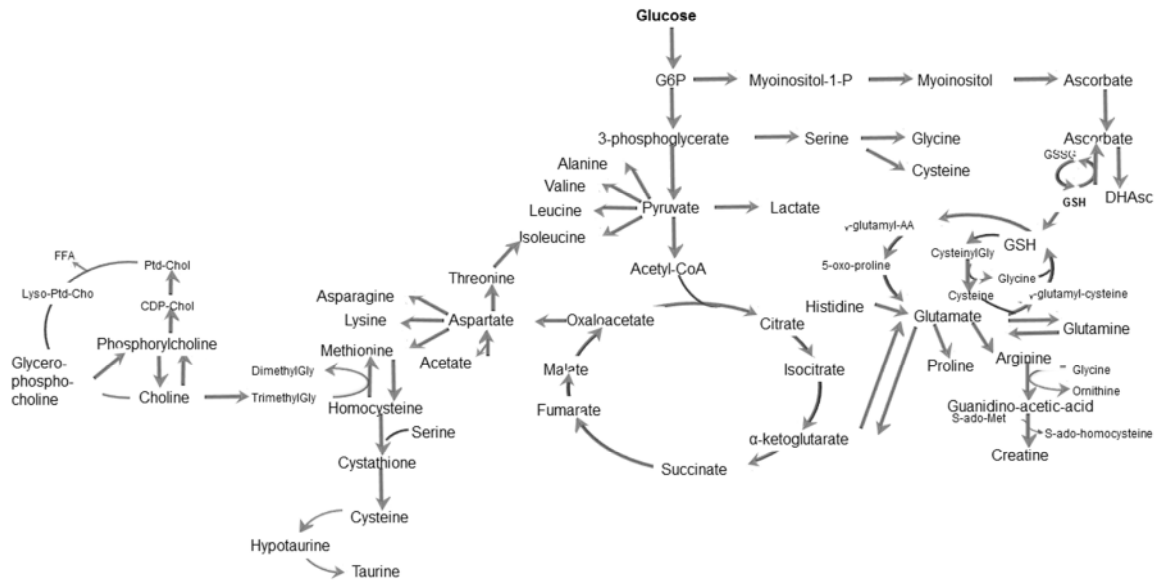 Glucose
G6P
Myoinositol-1-P
Myoinositol
Ascorbate
3-phosphoglycerate
Serine
Glycine
Ascorbate
Cysteine
GSSG
GSH
DHAsc
Alanine
Valine
Leucine
Isoleucine
Pyruvate
Lactate
Acetyl-CoA
Threonine
γ-glutamyl-AA
GSH
CysteinylGly
5-oxo-proline
Glycine
Cysteine
γ-glutamyl-cysteine
FFA
Ptd-Chol
Lyso-Ptd-Cho
CDP-Chol
Phosphorylcholine
Glycero-
phospho-
choline
Choline
Asparagine
Lysine
Aspartate
Oxaloacetate
Citrate
Histidine
Glutamate
Glutamine
Methionine
Acetate
Malate
Isocitrate
Proline
Arginine
Glycine
Ornithine
DimethylGly
TrimethylGly
Homocysteine
Fumarate
Guanidino-acetic-acid
S-ado-Met
S-ado-homocysteine
Creatine
Serine
α-ketoglutarate
Cystathione
Succinate
Cysteine
Hypotaurine
Taurine